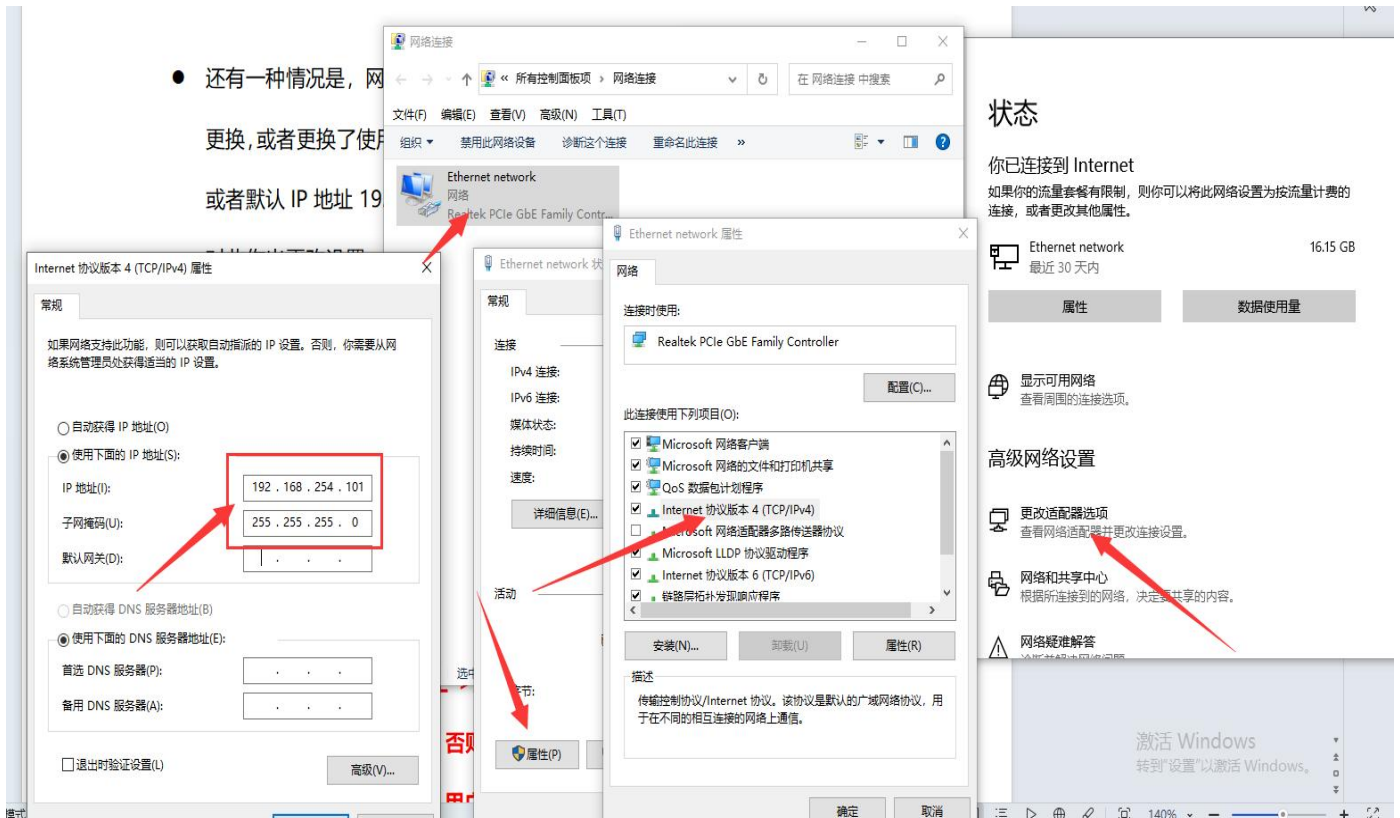 还有一种情况是，网
更换,或者更换了使用
或者默认 IP 地址 19
网络连接
« 所有控制面板项 › 网络连接
在 网络连接 中搜索
文件(F) 编辑(E) 查看(V) 高级(N) 工具(T)
组织 禁用此网络设备 诊断这个连接 重命名此连接 »
Ethernet network
网络
Realtek PCIe GbE Family Contr...
状态
你已连接到 Internet
如果你的流量套餐有限制，则你可以将此网络设置为按流量计费的
连接，或者更改其他属性。
Ethernet network 16.15 GB
最近 30 天内
属性 数据使用量
显示可用网络
查看周围的连接选项。
高级网络设置
更改适配器选项
查看网络适配器并更改连接设置。
网络和共享中心
根据所连接到的网络，决定要共享的内容。
网络疑难解答
Internet 协议版本 4 (TCP/IPv4) 属性
常规
如果网络支持此功能，则可以获取自动指派的 IP 设置。否则，你需要从网
络系统管理员处获得适当的 IP 设置。
自动获得 IP 地址(O)
使用下面的 IP 地址(S):
IP 地址(I): 192 . 168 . 254 . 101
子网掩码(U): 255 . 255 . 255 . 0
默认网关(D):
自动获得 DNS 服务器地址(B)
使用下面的 DNS 服务器地址(E):
首选 DNS 服务器(P):
备用 DNS 服务器(A):
退出时验证设置(L)
高级(V)...
Ethernet network 状
常规
连接
IPv4 连接:
IPv6 连接:
媒体状态:
持续时间:
速度:
详细信息(E)...
活动
字节:
属性(P)
Ethernet network 属性
网络
连接时使用:
Realtek PCIe GbE Family Controller
配置(C)...
此连接使用下列项目(O):
Microsoft 网络客户端
Microsoft 网络的文件和打印机共享
QoS 数据包计划程序
Internet 协议版本 4 (TCP/IPv4)
Microsoft 网络适配器多路传送器协议
Microsoft LLDP 协议驱动程序
Internet 协议版本 6 (TCP/IPv6)
链路层拓扑发现响应程序
安装(N)... 卸载(U) 属性(R)
描述
传输控制协议/Internet 协议。该协议是默认的广域网络协议，用
于在不同的相互连接的网络上通信。
确定 取消
选中
否则
激活 Windows
转到"设置"以激活 Windows。
模式
140%